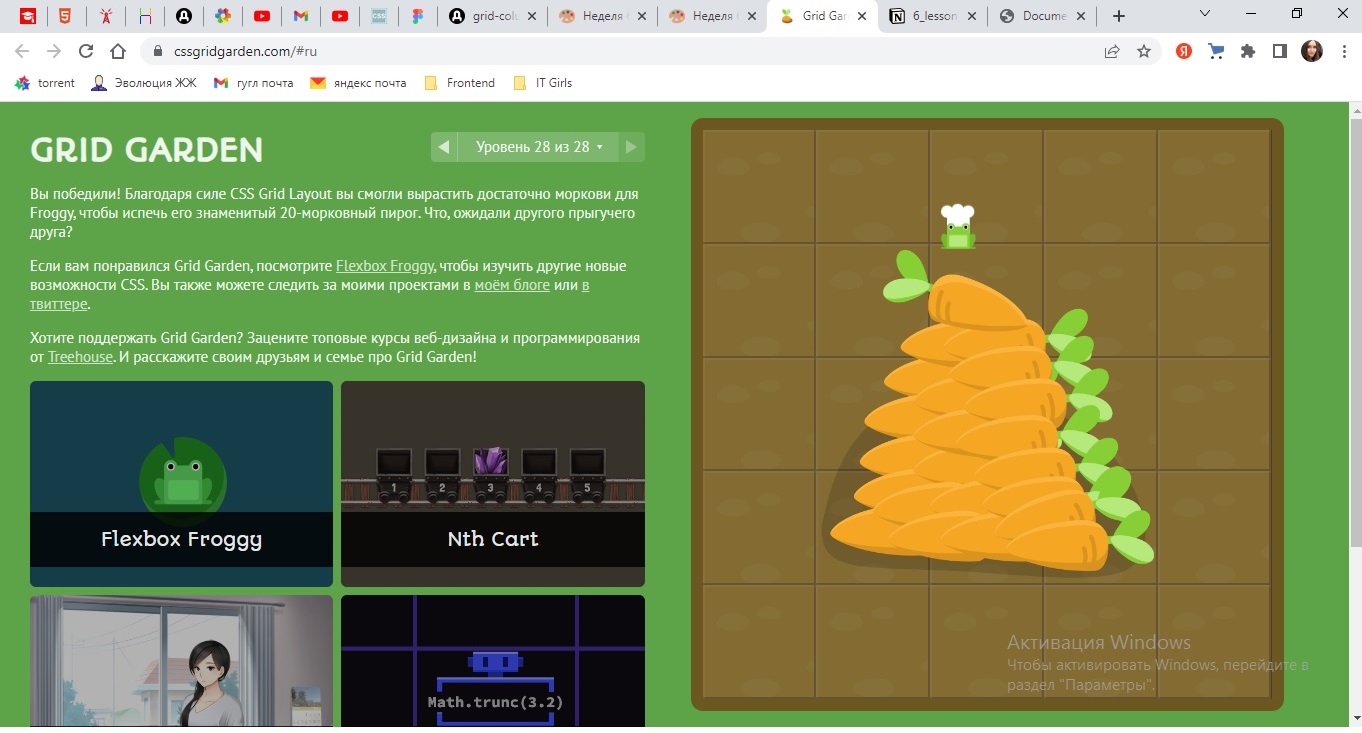 grid-colu
Неделя
Неделя
Grid Gar
6_lesson
Docume
cssgridgarden.com/#ru
torrent
Эволюция ЖЖ
гугл почта
яндекс почта
Frontend
IT Girls
GRID GARDEN
Уровень 28 из 28
Вы победили! Благодаря силе CSS Grid Layout вы смогли вырастить достаточно моркови для
Froggy, чтобы испечь его знаменитый 20-морковный пирог. Что, ожидали другого прыгучего
друга?
Если вам понравился Grid Garden, посмотрите Flexbox Froggy, чтобы изучить другие новые
возможности CSS. Вы также можете следить за моими проектами в моём блоге или в
твиттере.
Хотите поддержать Grid Garden? Зацените топовые курсы веб-дизайна и программирования
от Treehouse. И расскажите своим друзьям и семье про Grid Garden!
1 2 3 4 5
Flexbox Froggy
Nth Cart
Math.trunc(3.2)
Активация Windows
Чтобы активировать Windows, перейдите в
раздел "Параметры".